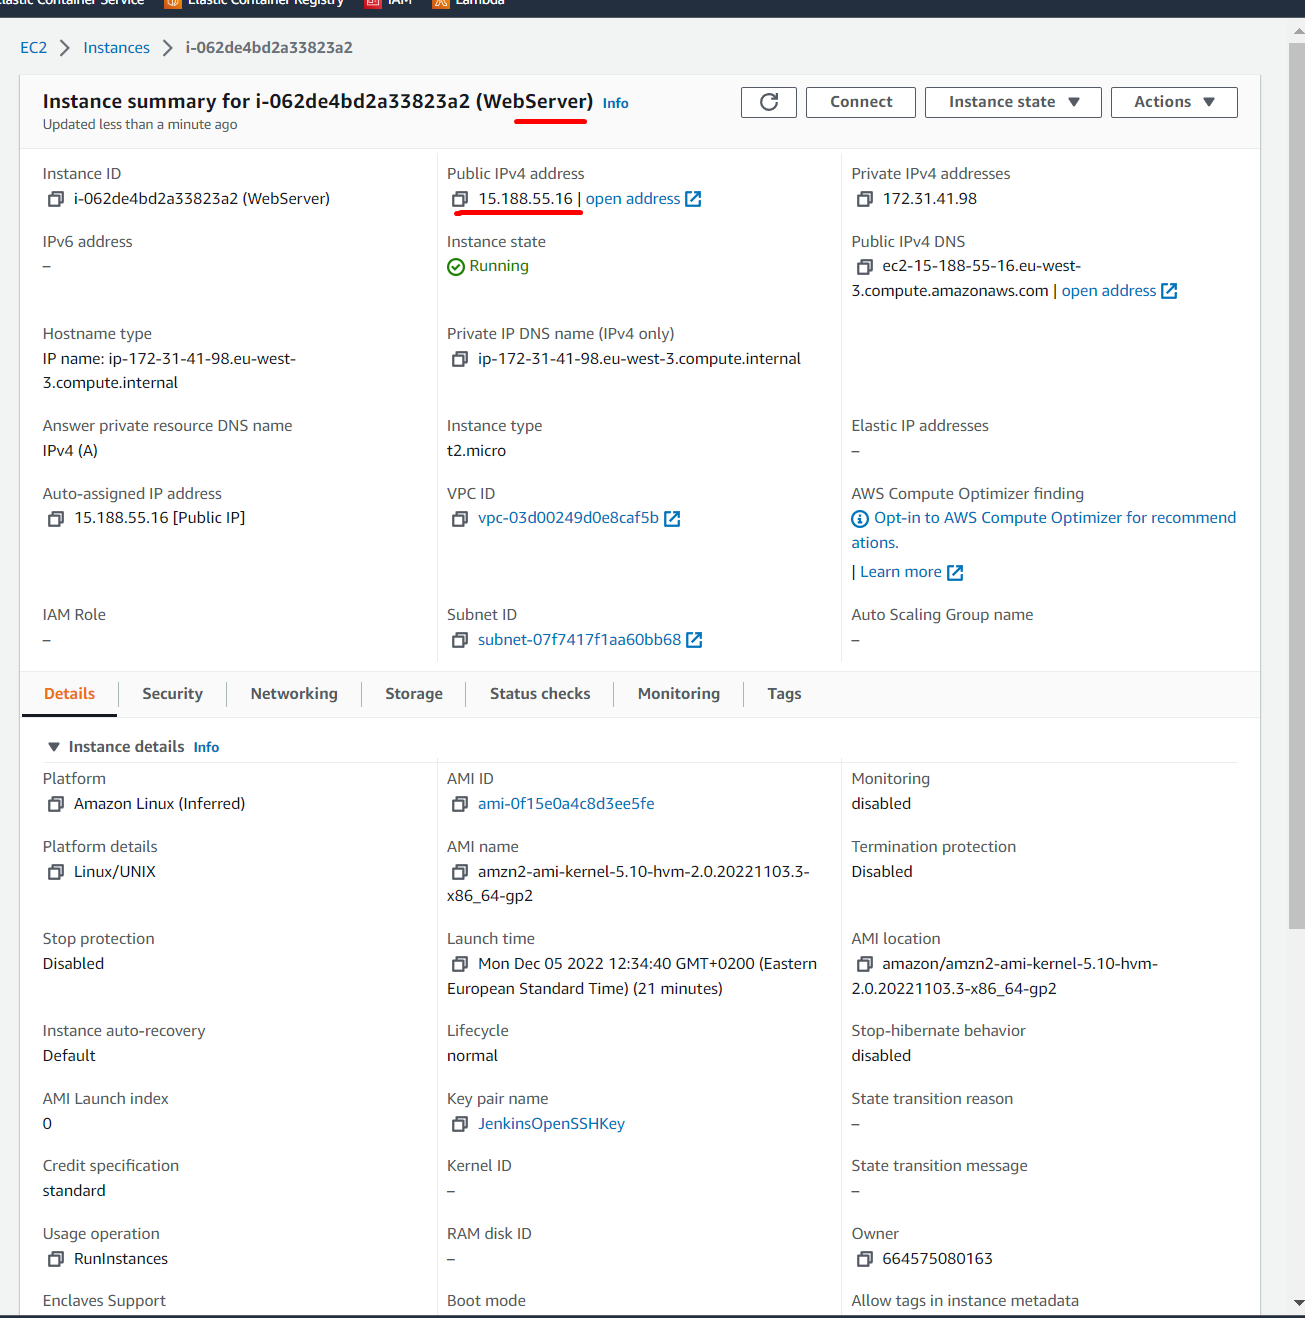 Elastic Container Service Elastic Container Registry IAM Lambda
EC2 Instances i-062de4bd2a33823a2
Instance summary for i-062de4bd2a33823a2 (WebServer) Info
Connect Instance state Actions
Updated less than a minute ago
Instance ID
i-062de4bd2a33823a2 (WebServer)
Public IPv4 address
15.188.55.16 | open address
Private IPv4 addresses
172.31.41.98
IPv6 address
–
Instance state
Running
Public IPv4 DNS
ec2-15-188-55-16.eu-west-
3.compute.amazonaws.com | open address
Hostname type
IP name: ip-172-31-41-98.eu-west-
3.compute.internal
Private IP DNS name (IPv4 only)
ip-172-31-41-98.eu-west-3.compute.internal
Answer private resource DNS name
IPv4 (A)
Instance type
t2.micro
Elastic IP addresses
–
Auto-assigned IP address
15.188.55.16 [Public IP]
VPC ID
vpc-03d00249d0e8caf5b
AWS Compute Optimizer finding
Opt-in to AWS Compute Optimizer for recommend
ations.
| Learn more
IAM Role
–
Subnet ID
subnet-07f7417f1aa60bb68
Auto Scaling Group name
–
Details Security Networking Storage Status checks Monitoring Tags
Instance details Info
Platform
Amazon Linux (Inferred)
AMI ID
ami-0f15e0a4c8d3ee5fe
Monitoring
disabled
Platform details
Linux/UNIX
AMI name
amzn2-ami-kernel-5.10-hvm-2.0.20221103.3-
x86_64-gp2
Termination protection
Disabled
Stop protection
Disabled
Launch time
Mon Dec 05 2022 12:34:40 GMT+0200 (Eastern
European Standard Time) (21 minutes)
AMI location
amazon/amzn2-ami-kernel-5.10-hvm-
2.0.20221103.3-x86_64-gp2
Instance auto-recovery
Default
Lifecycle
normal
Stop-hibernate behavior
disabled
AMI Launch index
0
Key pair name
JenkinsOpenSSHKey
State transition reason
–
Credit specification
standard
Kernel ID
–
State transition message
–
Usage operation
RunInstances
RAM disk ID
–
Owner
664575080163
Enclaves Support
Boot mode
Allow tags in instance metadata